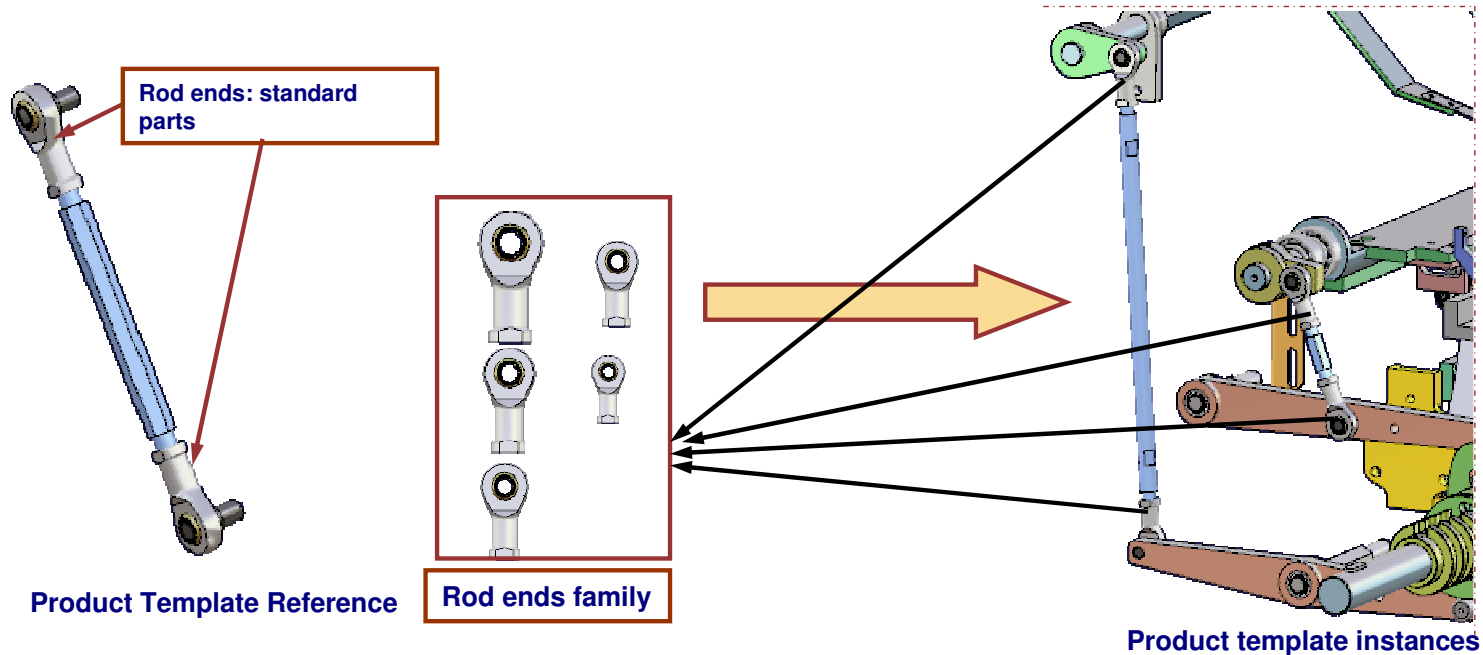 Rod ends: standard
parts
Product Template Reference
Rod ends family
Product template instances